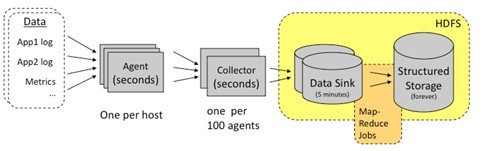 Data
App1 log
App2 log
Metrics
...
Agent
(seconds)
One per host
Collector
(seconds)
one per
100 agents
HDFS
Data Sink
(5 minutes)
Map-
Reduce
Jobs
Structured
Storage
(forever)